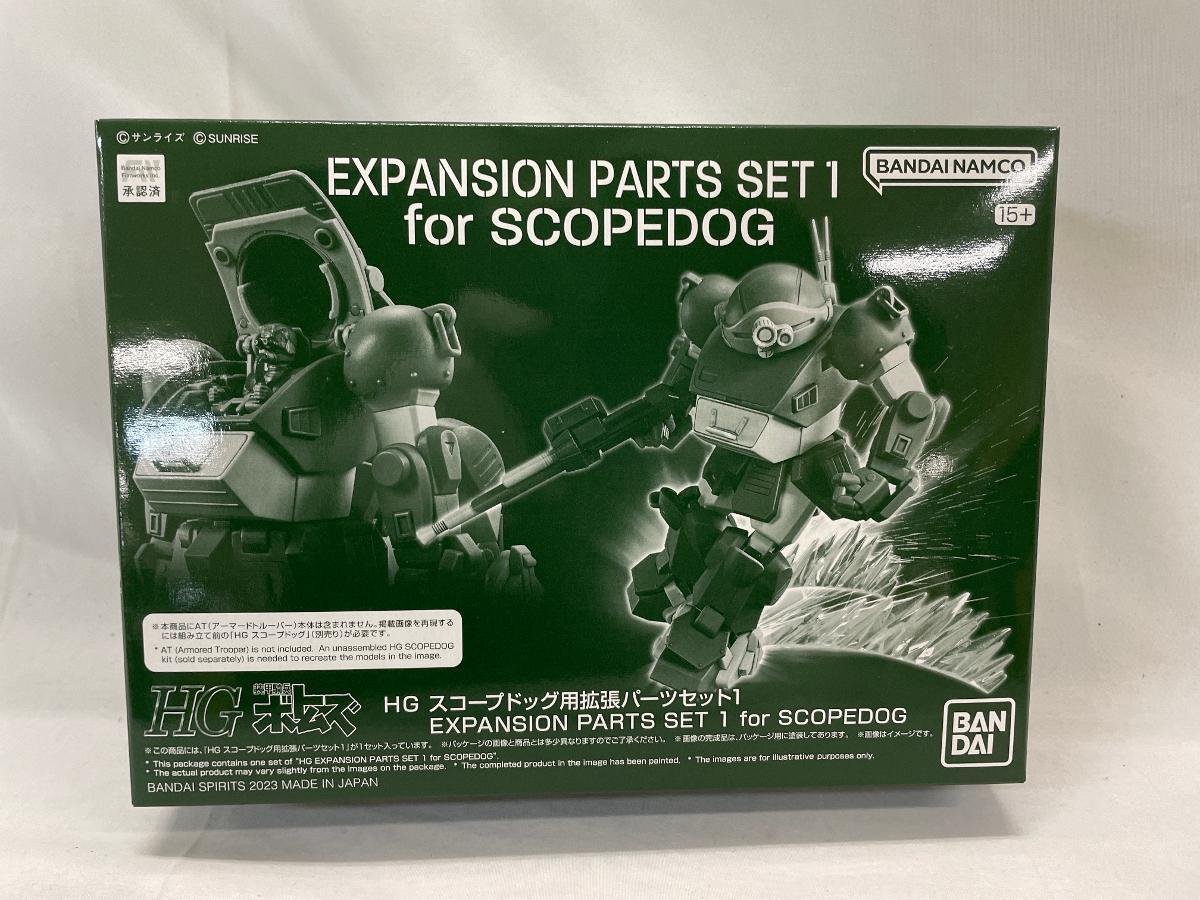 ©サンライズ ©SUNRISE
Bandai Namco
Filmworks Inc.
承認済
EXPANSION PARTS SET 1
for SCOPEDOG
BANDAI NAMCO
15+
※本商品にAT(アーマードトルーパー)本体は含まれません。掲載画像を再現する
には組み立て前の「HG スコープドッグ」(別売り)が必要です。
* AT (Armored Trooper) is not included. An unassembled HG SCOPEDOG
kit (sold separately) is needed to recreate the models in the image.
HG
装甲騎兵
ボトムズ
HG スコープドッグ用拡張パーツセット1
EXPANSION PARTS SET 1 for SCOPEDOG
BAN
DAI
※この商品には、「HG スコープドッグ用拡張パーツセット1」が1セット入っています。 ※パッケージの画像と商品とは多少異なりますのでご了承ください。 ※画像の完成品は、パッケージ用に塗装してあります。 ※画像はイメージです。
* This package contains one set of "HG EXPANSION PARTS SET 1 for SCOPEDOG".
* The actual product may vary slightly from the images on the package. * The completed product in the image has been painted. * The images are for illustrative purposes only.
BANDAI SPIRITS 2023 MADE IN JAPAN